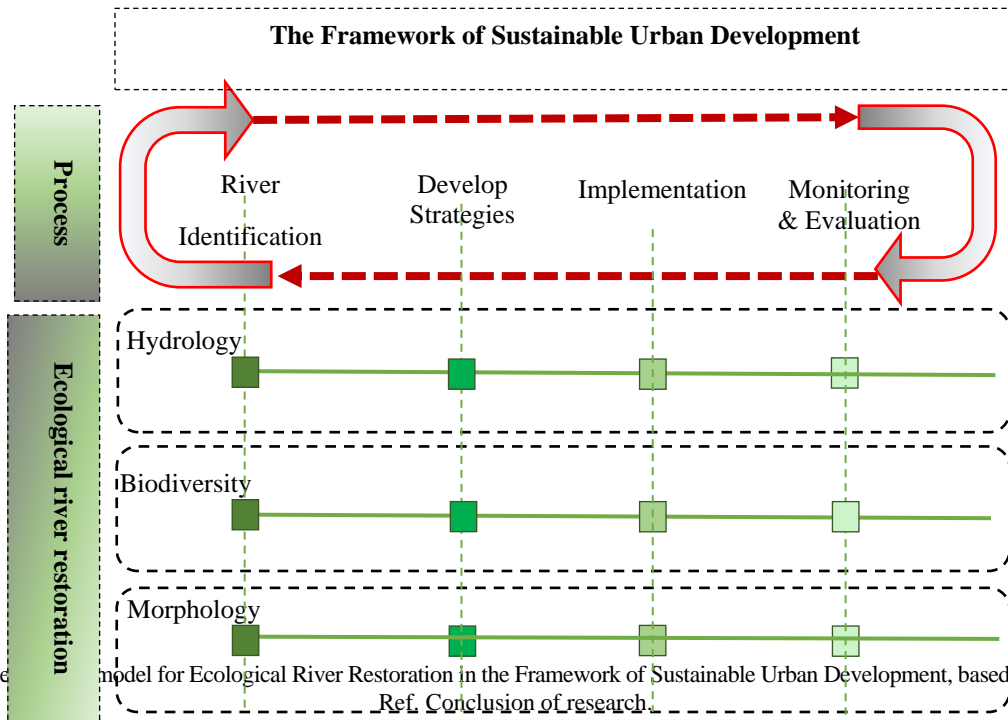 The Framework of Sustainable Urban Development
Process
River
Identification
Develop
Strategies
Implementation
Monitoring
& Evaluation
Ecological river restoration
Hydrology
Biodiversity
Morphology
model for Ecological River Restoration in the Framework of Sustainable Urban Development, based
Ref. Conclusion of research.